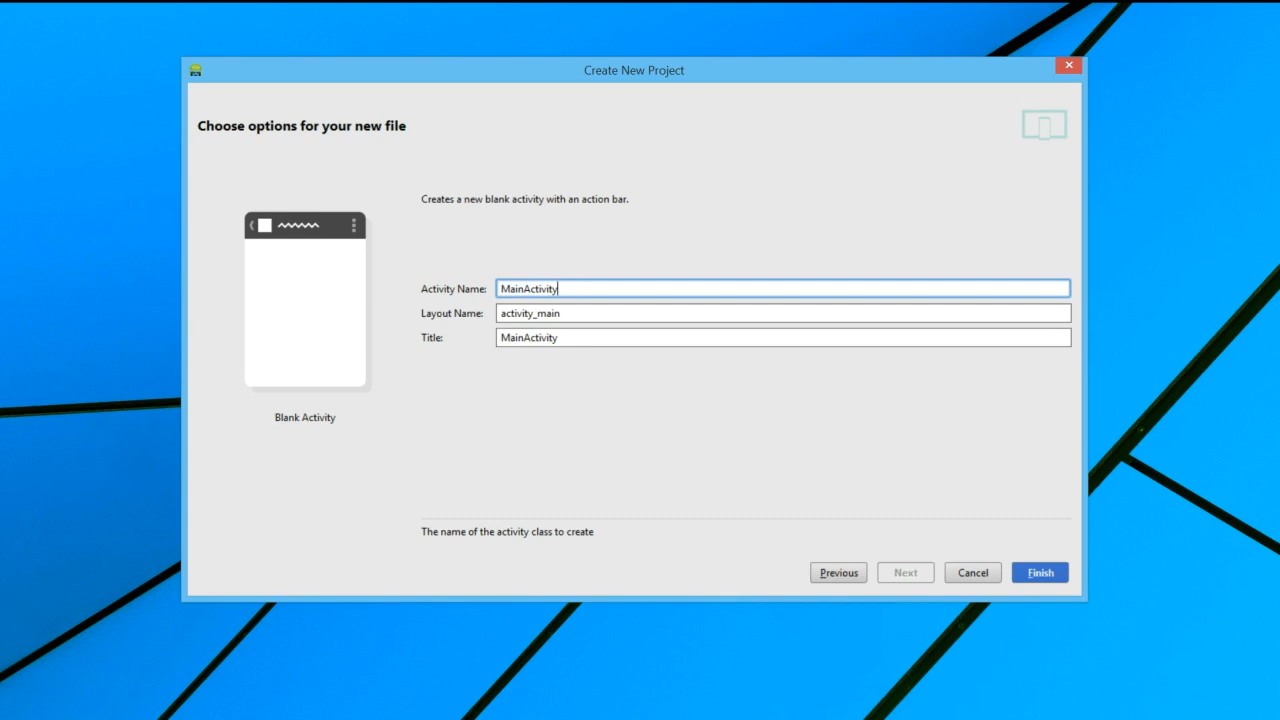 Create New Project
Choose options for your new file
Creates a new blank activity with an action bar.
Activity Name: MainActivity
Layout Name: activity_main
Title: MainActivity
Blank Activity
The name of the activity class to create
Previous Next Cancel Finish